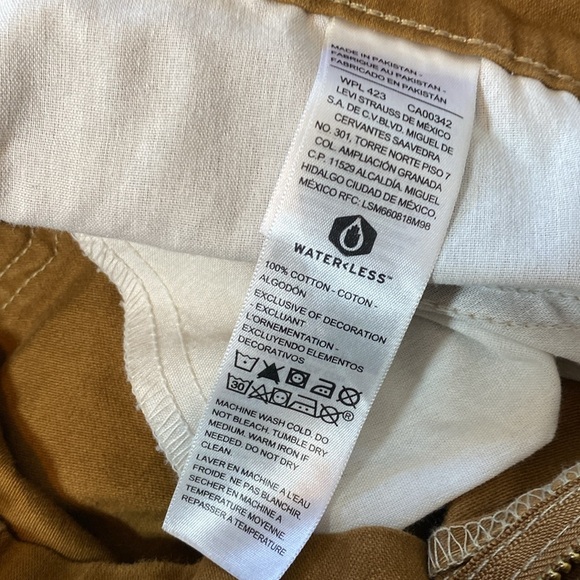 MADE IN PAKISTAN -
FABRIQUE AU PAKISTAN -
FABRICADO EN PAKISTÁN
WPL 423 CA00342
LEVI STRAUSS DE MÉXICO
S.A. DE C.V.BLVD. MIGUEL DE
CERVANTES SAAVEDRA
NO. 301, TORRE NORTE PISO 7
COL. AMPLIACIÓN GRANADA
C.P. 11529 ALCALDÍA. MIGUEL
HIDALGO CIUDAD DE MÉXICO,
MÉXICO RFC: LSM660818M98
WATER<LESS™
100% COTTON - COTON -
ALGODÓN
EXCLUSIVE OF DECORATION
- EXCLUANT
L'ORNEMENTATION -
EXCLUYENDO ELEMENTOS
DECORATIVOS
30 ®
MACHINE WASH COLD. DO
NOT BLEACH. TUMBLE DRY
MEDIUM. WARM IRON IF
NEEDED. DO NOT DRY
CLEAN.
LAVER EN MACHINE À L'EAU
FROIDE. NE PAS BLANCHIR.
SÉCHER EN MACHINE À
TEMPÉRATURE MOYENNE.
REPASSER À TEMPÉRATURE